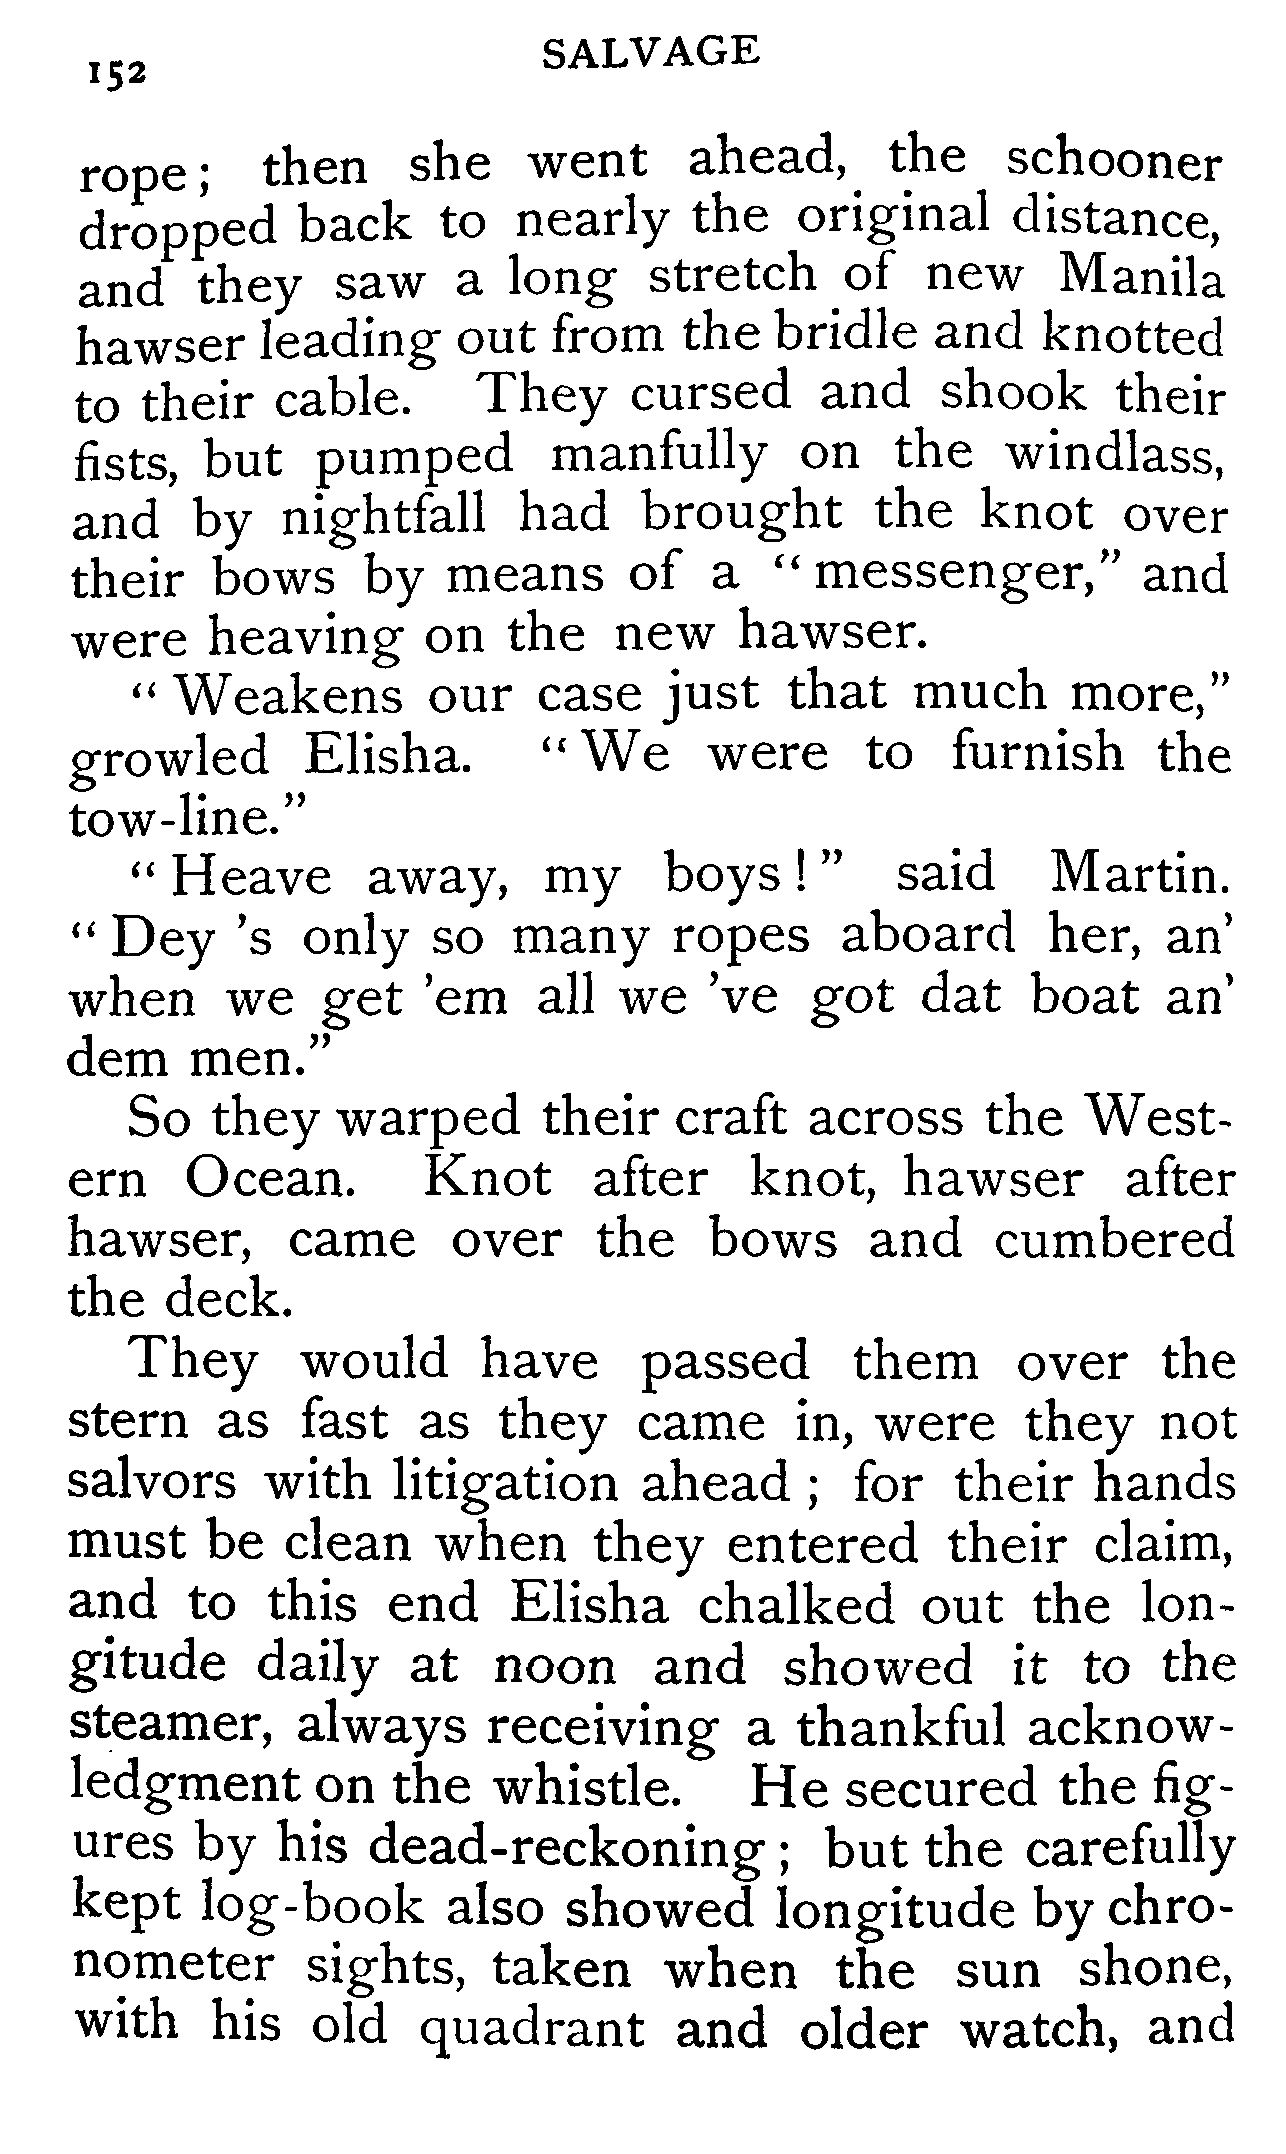 152
SALVAGE
rope; then she went ahead, the schooner
dropped back to nearly the original distance,
and they saw a long stretch of new Manila
hawser leading out from the bridle and knotted
to their cable. They cursed and shook their
fists, but pumped manfully on the windlass,
and by nightfall had brought the knot over
their bows by means of a “messenger,” and
were heaving on the new hawser.
“Weakens our case just that much more,”
growled Elisha. “We were to furnish the
tow-line.”
“Heave away, my boys!” said Martin.
“Dey ’s only so many ropes aboard her, an’
when we get ’em all we ’ve got dat boat an’
dem men.”
So they warped their craft across the West-
ern Ocean. Knot after knot, hawser after
hawser, came over the bows and cumbered
the deck.
They would have passed them over the
stern as fast as they came in, were they not
salvors with litigation ahead; for their hands
must be clean when they entered their claim,
and to this end Elisha chalked out the lon-
gitude daily at noon and showed it to the
steamer, always receiving a thankful acknow-
ledgment on the whistle. He secured the fig-
ures by his dead-reckoning; but the carefully
kept log-book also showed longitude by chro-
nometer sights, taken when the sun shone,
with his old quadrant and older watch, and